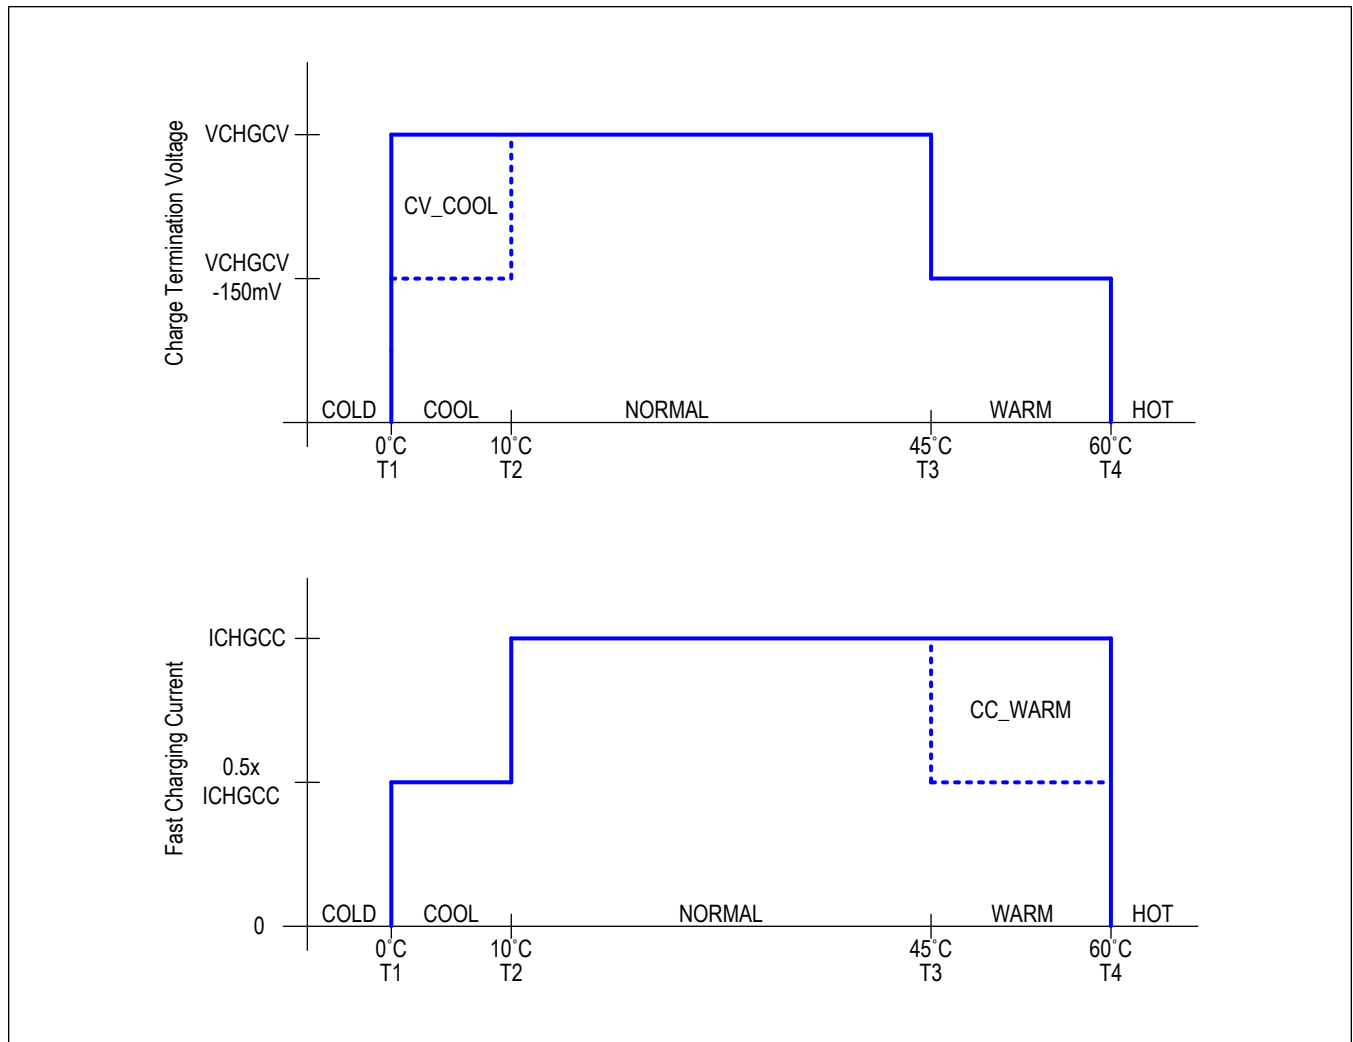 Charge Termination Voltage
VCHGCV
CV_COOL
VCHGCV
-150mV
COLD COOL NORMAL WARM HOT
0˚C 10˚C 45˚C 60˚C
T1 T2 T3 T4
Fast Charging Current
ICHGCC
CC_WARM
0.5x
ICHGCC
COLD COOL NORMAL WARM HOT
0
0˚C 10˚C 45˚C 60˚C
T1 T2 T3 T4